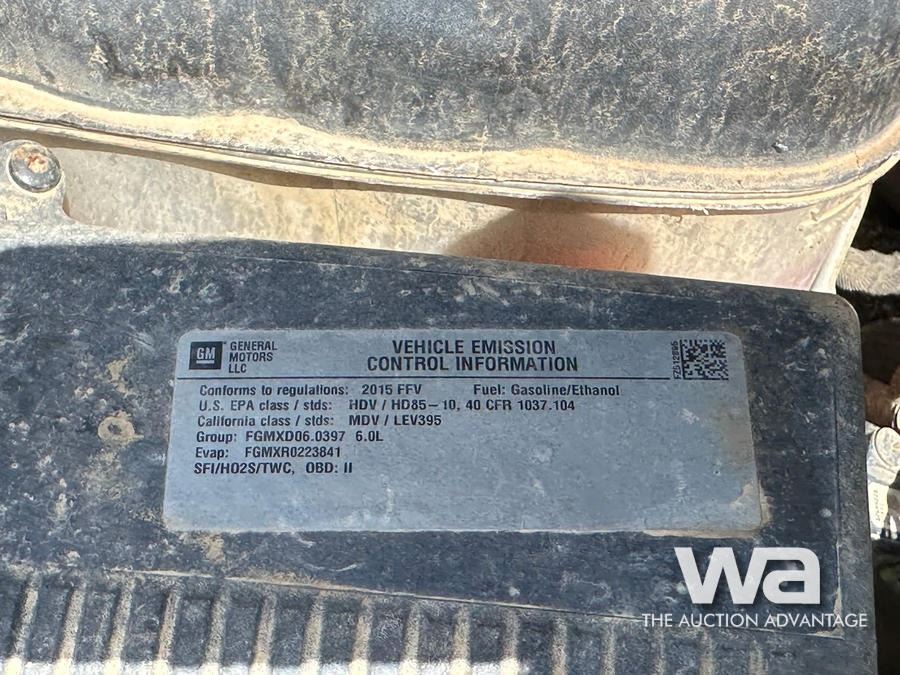 GM GENERAL MOTORS LLC
VEHICLE EMISSION
CONTROL INFORMATION
Conforms to regulations: 2015 FFV Fuel: Gasoline/Ethanol
U.S. EPA class / stds: HDV / HD85-10, 40 CFR 1037.104
California class / stds: MDV / LEV395
Group: FGMXD06.0397 6.0L
Evap: FGMXR0223841
SFI/HO2S/TWC, OBD: II
wa
THE AUCTION ADVANTAGE